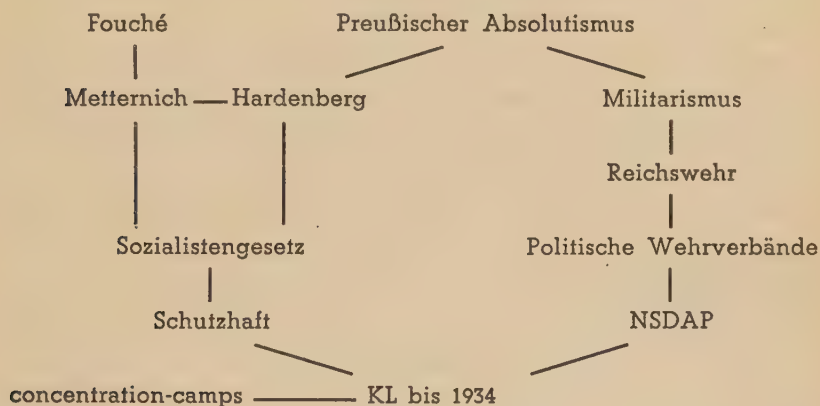 Fouché Preußischer Absolutismus
Metternich Hardenberg Militarismus
Reichswehr
Sozialistengesetz Politische Wehrverbände
Schutzhaft NSDAP
concentration-camps KL bis 1934